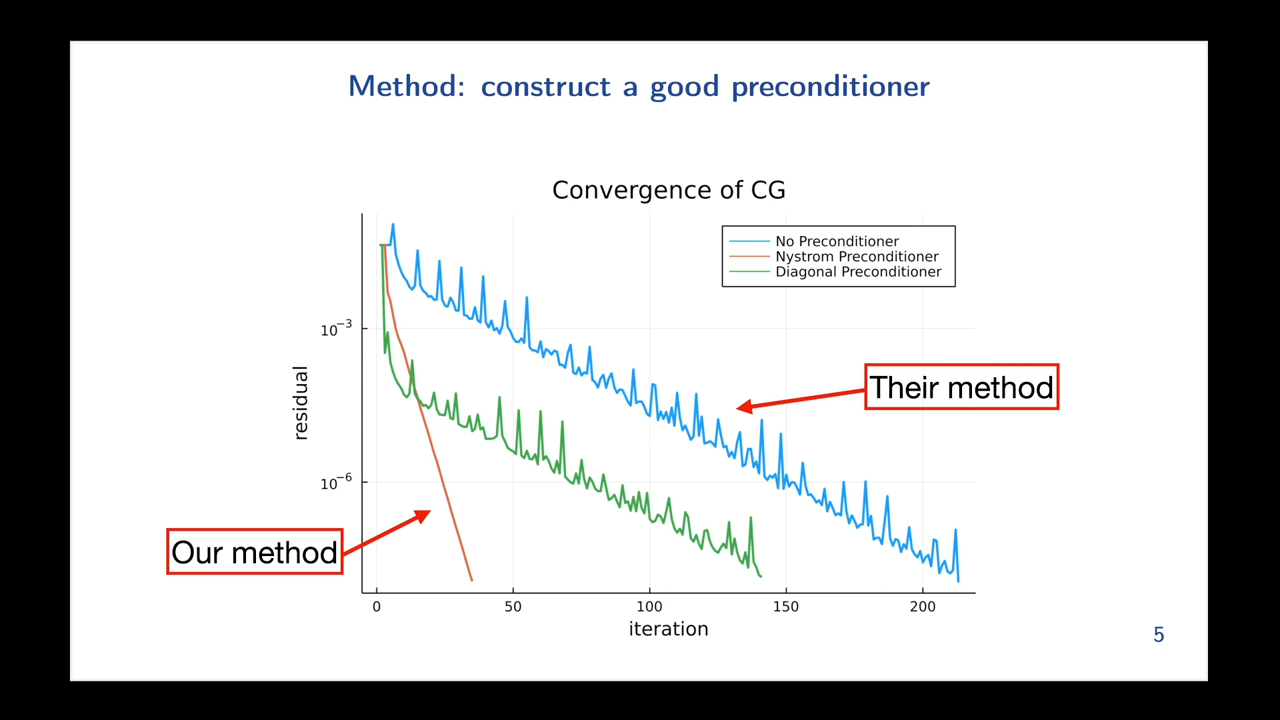 Method: construct a good preconditioner
Convergence of CG
No Preconditioner
Nystrom Preconditioner
Diagonal Preconditioner
10−3
10−6
residual
Their method
Our method
0 50 100 150 200
iteration
5